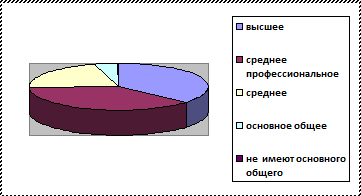 высшее
среднее
профессиональное
среднее
основное общее
не имеют основного
общего